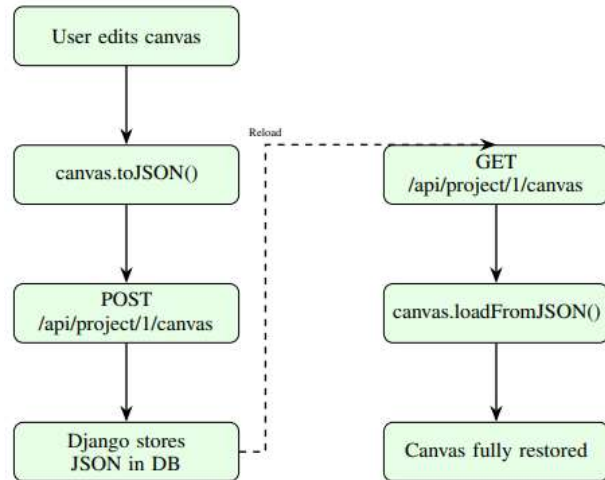 User edits canvas
canvas.toJSON()
POST
/api/project/1/canvas
Django stores
JSON in DB
Reload
GET
/api/project/1/canvas
canvas.loadFromJSON()
Canvas fully restored